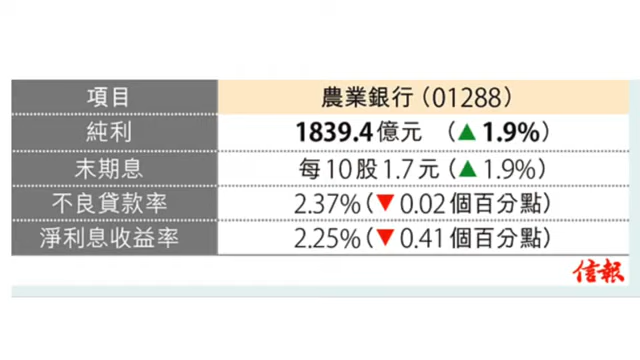 項目 農業銀行（01288）
純利 1839.4億元 （▲1.9%）
末期息 每10股1.7元（▲1.9%）
不良貸款率 2.37%（▼0.02個百分點）
淨利息收益率 2.25%（▼0.41個百分點）
信報